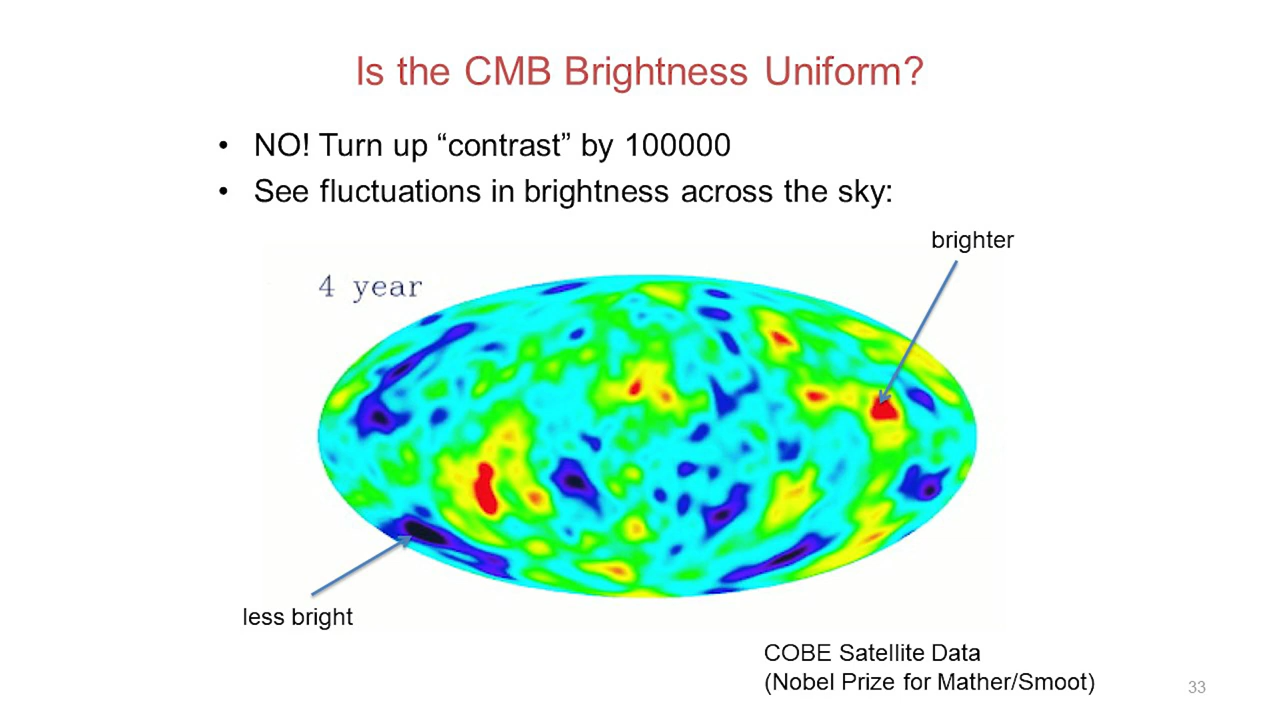 Is the CMB Brightness Uniform?
• NO! Turn up “contrast” by 100000
• See fluctuations in brightness across the sky:
brighter
4 year
less bright
COBE Satellite Data
(Nobel Prize for Mather/Smoot)
33